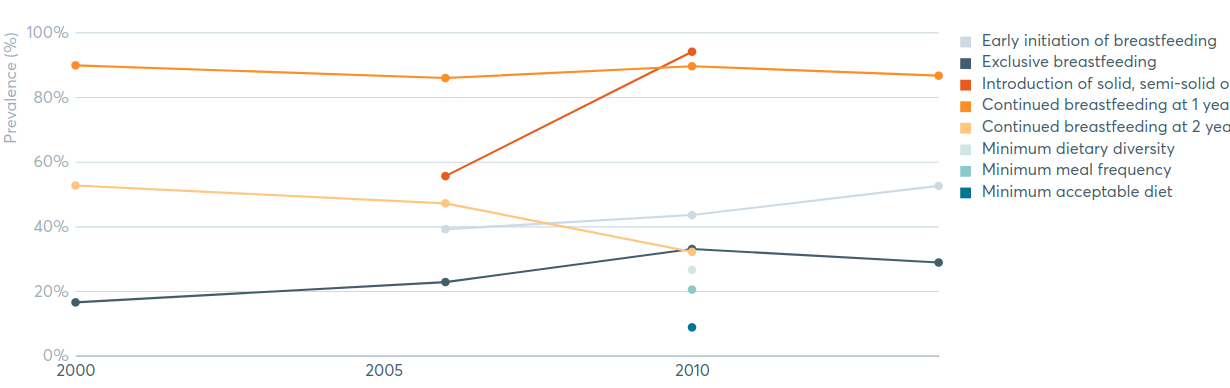 Prevalence (%)
100%
80%
60%
40%
20%
0%
2000
2005
2010
Early initiation of breastfeeding
Exclusive breastfeeding
Introduction of solid, semi-solid o
Continued breastfeeding at 1 yea
Continued breastfeeding at 2 yea
Minimum dietary diversity
Minimum meal frequency
Minimum acceptable diet